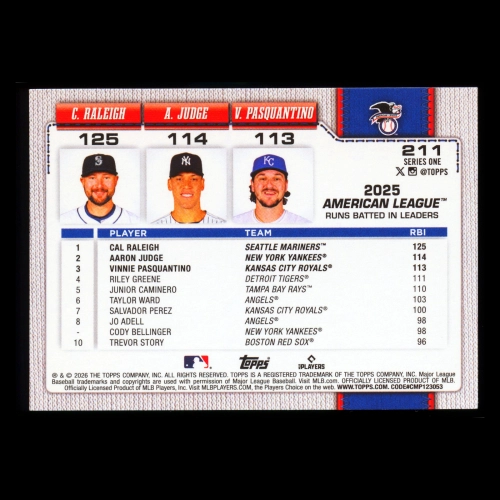 C. RALEIGH A. JUDGE V. PASQUANTINO
125 114 113
211
SERIES ONE
X @TOPPS
2025
AMERICAN LEAGUE™
RUNS BATTED IN LEADERS
PLAYER TEAM RBI
1 CAL RALEIGH SEATTLE MARINERS™ 125
2 AARON JUDGE NEW YORK YANKEES® 114
3 VINNIE PASQUANTINO KANSAS CITY ROYALS® 113
4 RILEY GREENE DETROIT TIGERS® 111
5 JUNIOR CAMINERO TAMPA BAY RAYS™ 110
6 TAYLOR WARD ANGELS® 103
7 SALVADOR PEREZ KANSAS CITY ROYALS® 100
8 JO ADELL ANGELS® 98
- CODY BELLINGER NEW YORK YANKEES® 98
10 TREVOR STORY BOSTON RED SOX® 96
Topps PLAYERS
® & © 2026 THE TOPPS COMPANY, INC. ALL RIGHTS RESERVED. TOPPS IS A REGISTERED TRADEMARK OF THE TOPPS COMPANY, INC. Major League
Baseball trademarks and copyrights are used with permission of Major League Baseball. Visit MLB.com. OFFICIALLY LICENSED PRODUCT OF MLB.
Officially Licensed Product of MLB Players, Inc. Visit MLBPLAYERS.COM, the Players Choice on the web. WWW.TOPPS.COM. CODE#CMP123053